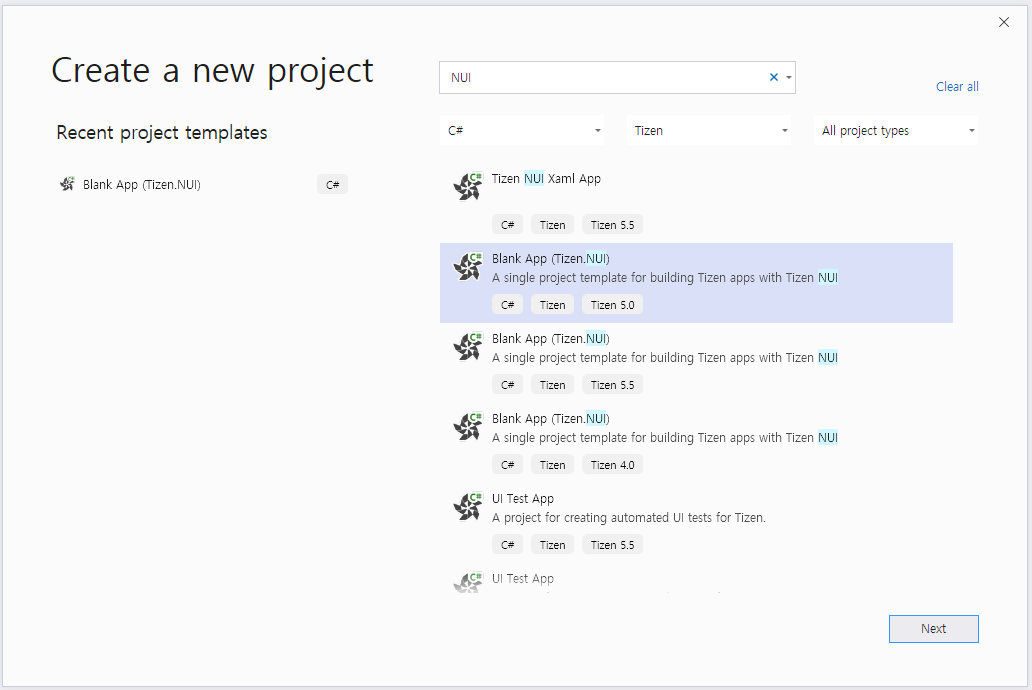 Create a new project
NUI
Clear all
Recent project templates
C#
Tizen
All project types
Blank App (Tizen.NUI)
C#
Tizen NUI Xaml App
C# Tizen Tizen 5.5
Blank App (Tizen.NUI)
A single project template for building Tizen apps with Tizen NUI
C# Tizen Tizen 5.0
Blank App (Tizen.NUI)
A single project template for building Tizen apps with Tizen NUI
C# Tizen Tizen 5.5
Blank App (Tizen.NUI)
A single project template for building Tizen apps with Tizen NUI
C# Tizen Tizen 4.0
UI Test App
A project for creating automated UI tests for Tizen.
C# Tizen Tizen 5.5
UI Test App
Next